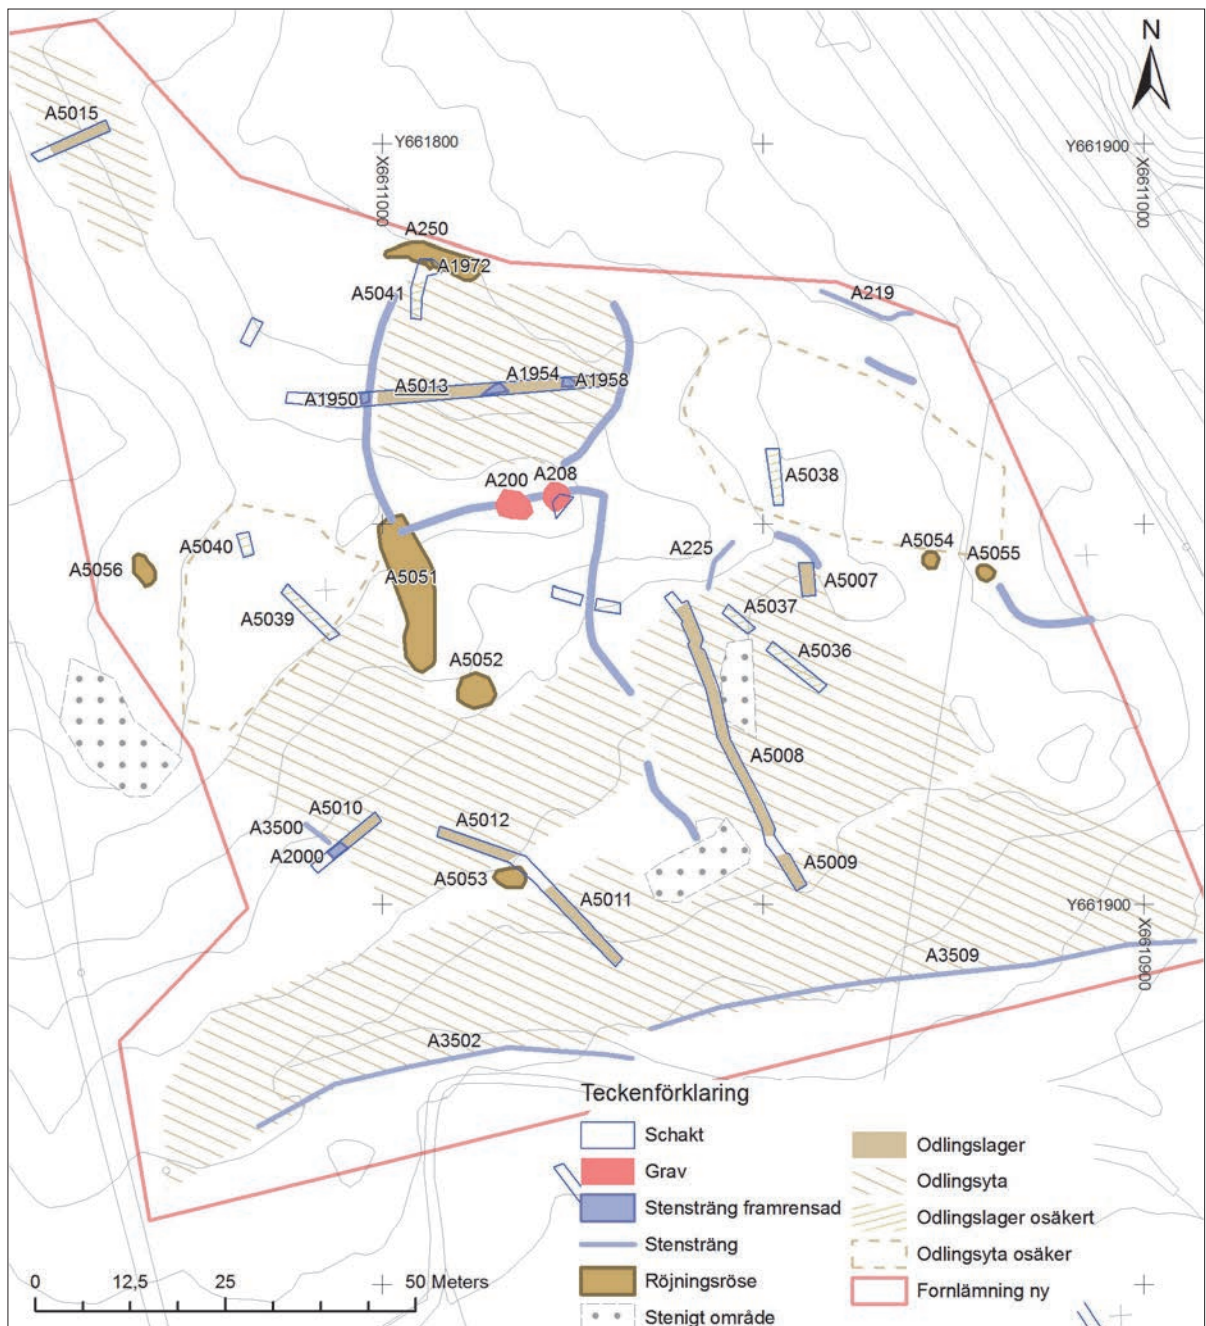 N
A5015
Y661800
Y661900
X6611000
X6611000
A250
A1972
A5041
A219
A1954
A5013
A1958
A1950
A208
A200
A5038
A5040
A225
A5054
A5055
A5056
A5051
A5007
A5039
A5037
A5052
A5036
A5008
A5010
A3500
A5012
A2000
A5053
A5009
A5011
Y661900
X6610900
A3509
A3502
Teckenförklaring
Schakt
Grav
Stensträng framrensad
Stensträng
Röjningsröse
Stenigt område
Odlingslager
Odlingsyta
Odlingslager osäkert
Odlingsyta osäker
Fornlämning ny
0 12,5 25 50 Meters